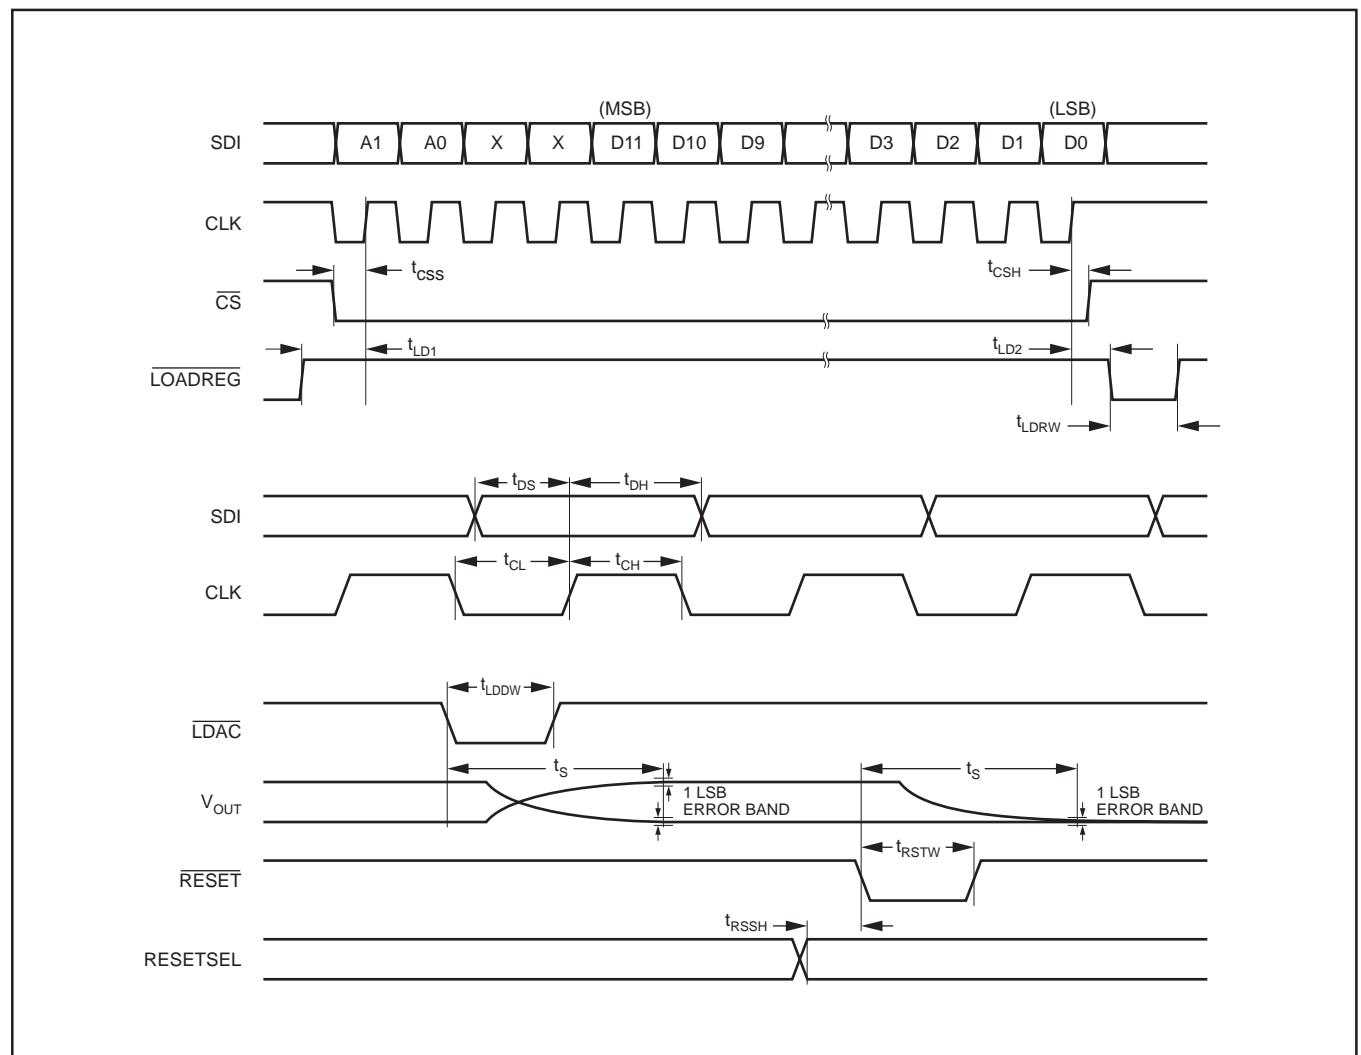 (MSB) (LSB)
SDI A1 A0 X X D11 D10 D9 D3 D2 D1 D0
CLK
tCSS tCSH
CS
tLD1 tLD2
LOADREG
tLDRW
tDS tDH
SDI
tCL tCH
CLK
tLDDW
LDAC
tS tS
VOUT 1 LSB 1 LSB
ERROR BAND ERROR BAND
tRSTW
RESET
tRSSH
RESETSEL